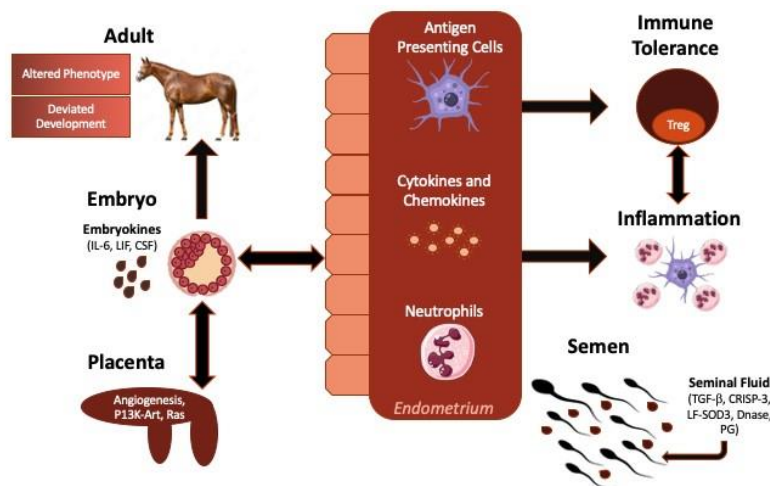 Adult
Altered Phenotype
Deviated
Development
Embryo
Embryokines
(IL-6, LIF, CSF)
Placenta
Angiogenesis,
P13K-Art, Ras
Antigen
Presenting Cells
Cytokines and
Chemokines
Neutrophils
Endometrium
Immune
Tolerance
Treg
Inflammation
Semen
Seminal Fluid
(TGF-β, CRISP-3,
LF-SOD3, Dnase,
PG)